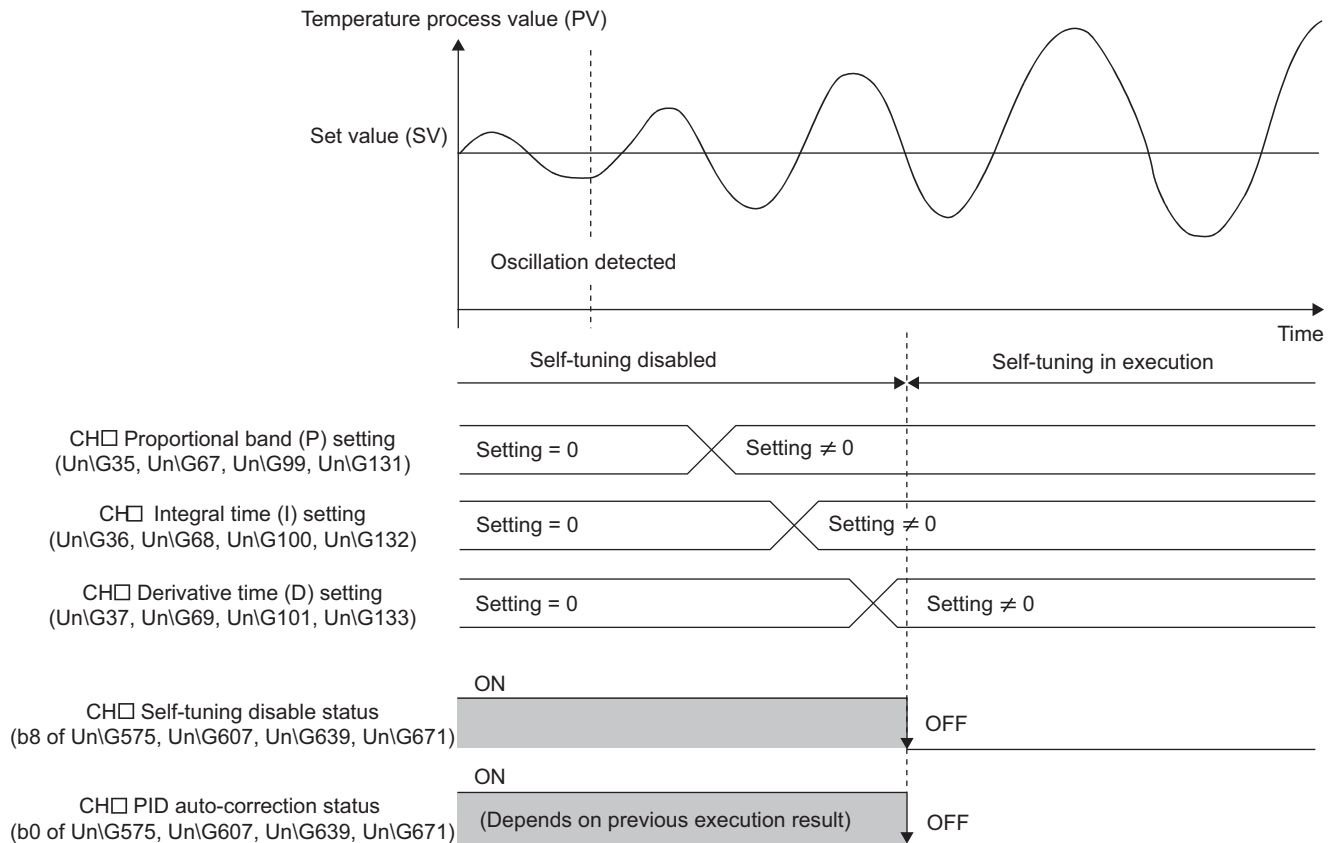 Temperature process value (PV)
Set value (SV)
Oscillation detected
Time
Self-tuning disabled
Self-tuning in execution
CH□ Proportional band (P) setting
(Un\G35, Un\G67, Un\G99, Un\G131)
Setting = 0
Setting ≠ 0
CH□ Integral time (I) setting
(Un\G36, Un\G68, Un\G100, Un\G132)
Setting = 0
Setting ≠ 0
CH□ Derivative time (D) setting
(Un\G37, Un\G69, Un\G101, Un\G133)
Setting = 0
Setting ≠ 0
ON
CH□ Self-tuning disable status
(b8 of Un\G575, Un\G607, Un\G639, Un\G671)
OFF
ON
CH□ PID auto-correction status
(b0 of Un\G575, Un\G607, Un\G639, Un\G671)
(Depends on previous execution result)
OFF